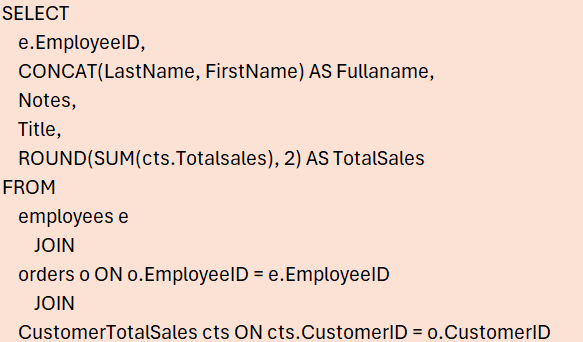 SELECT
e.EmployeeID,
CONCAT(LastName, FirstName) AS Fullaname,
Notes,
Title,
ROUND(SUM(cts.Totalsales), 2) AS TotalSales
FROM
employees e
JOIN
orders o ON o.EmployeeID = e.EmployeeID
JOIN
CustomerTotalSales cts ON cts.CustomerID = o.CustomerID